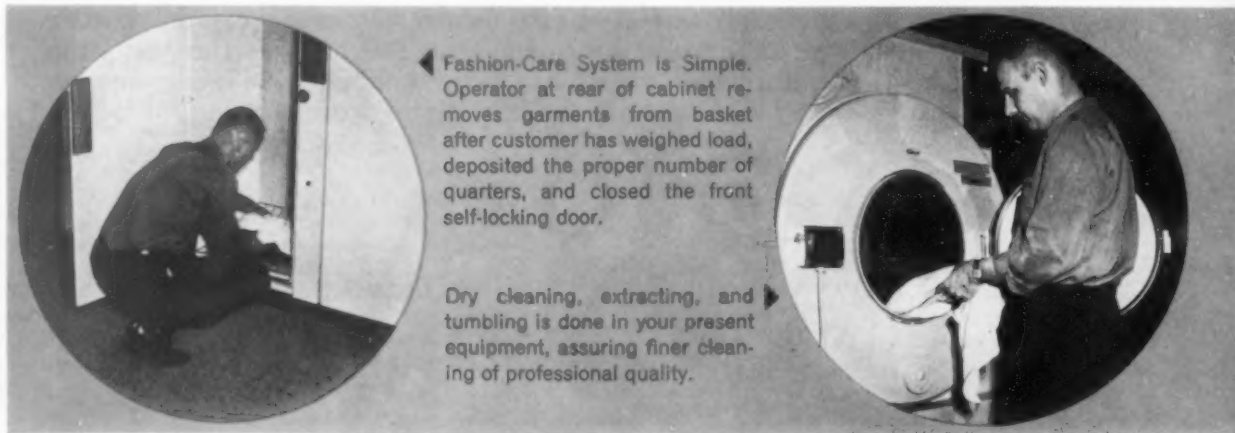 Fashion-Care System is Simple.
Operator at rear of cabinet re-
moves garments from basket
after customer has weighed load,
deposited the proper number of
quarters, and closed the front
self-locking door.
Dry cleaning, extracting, and
tumbling is done in your present
equipment, assuring finer clean-
ing of professional quality.